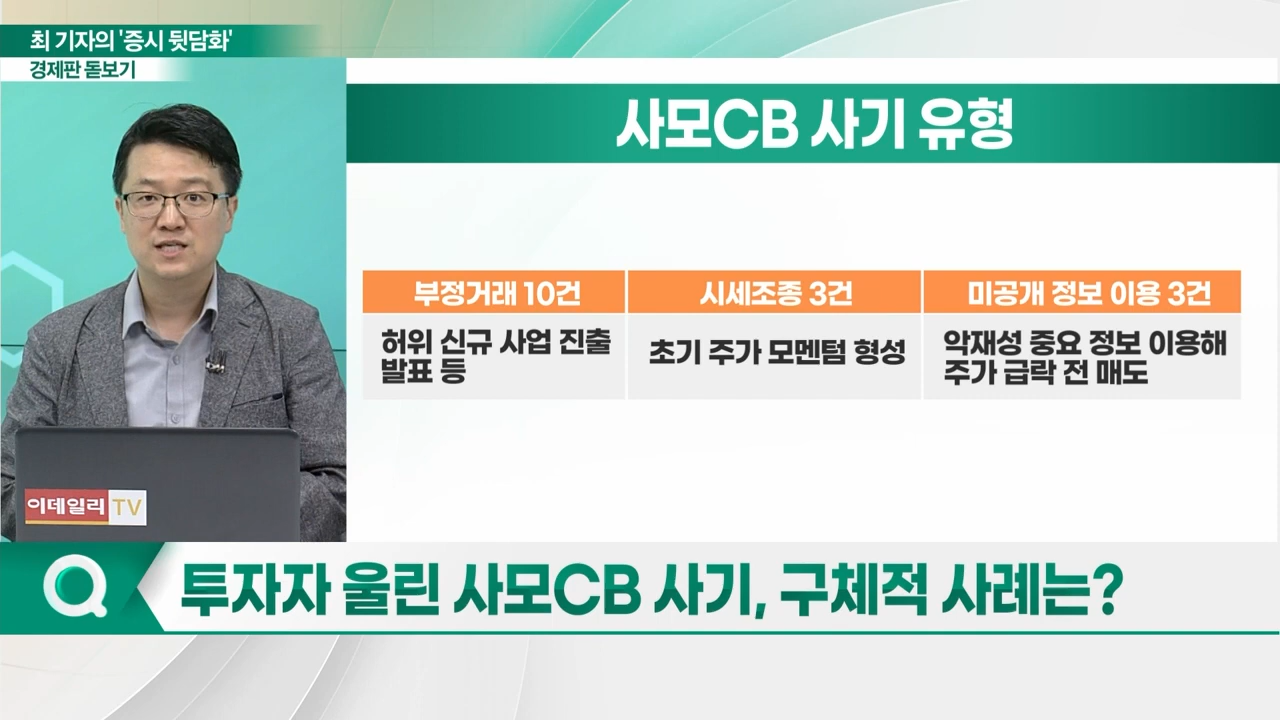 최 기자의 '증시 뒷담화'
경제판 돋보기
사모CB 사기 유형
부정거래 10건
시세조종 3건
미공개 정보 이용 3건
허위 신규 사업 진출
발표 등
초기 주가 모멘텀 형성
악재성 중요 정보 이용해
주가 급락 전 매도
이데일리 TV
투자자 울린 사모CB 사기, 구체적 사례는?